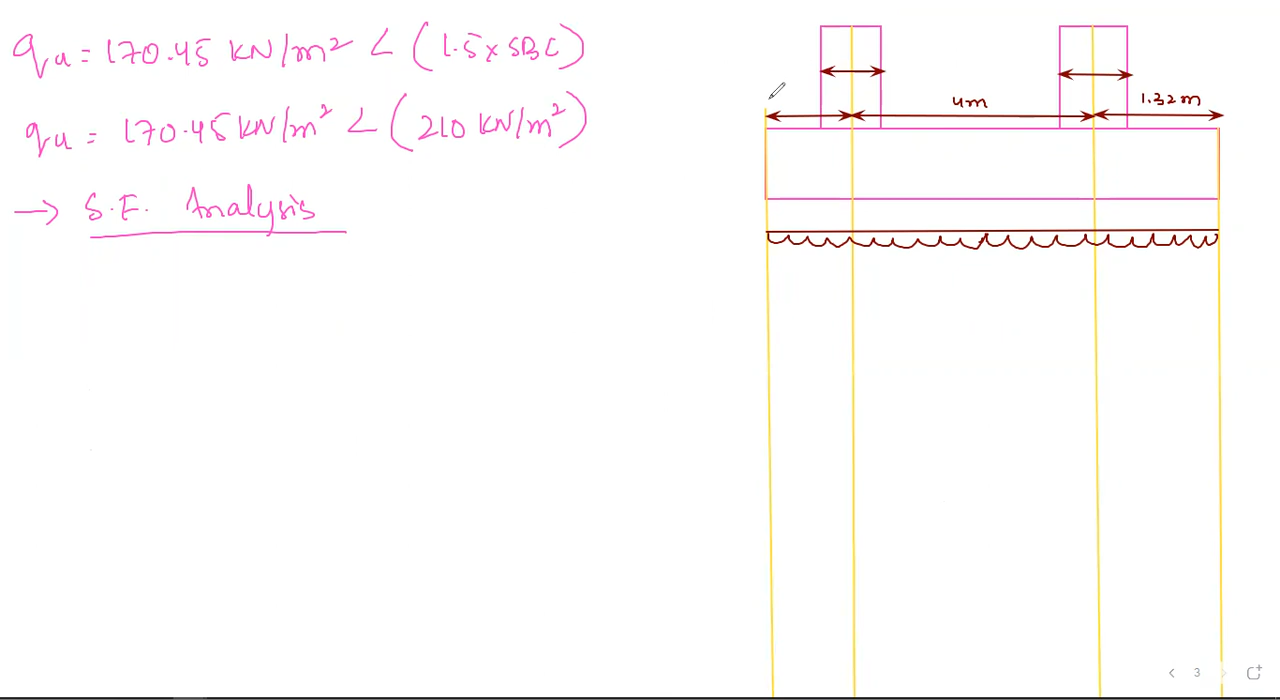 qu = 170.45 KN/m² < (1.5 x SBC)
qu = 170.45 KN/m² < (210 KN/m²)
→ S.F. Analysis
4m
1.32m
3